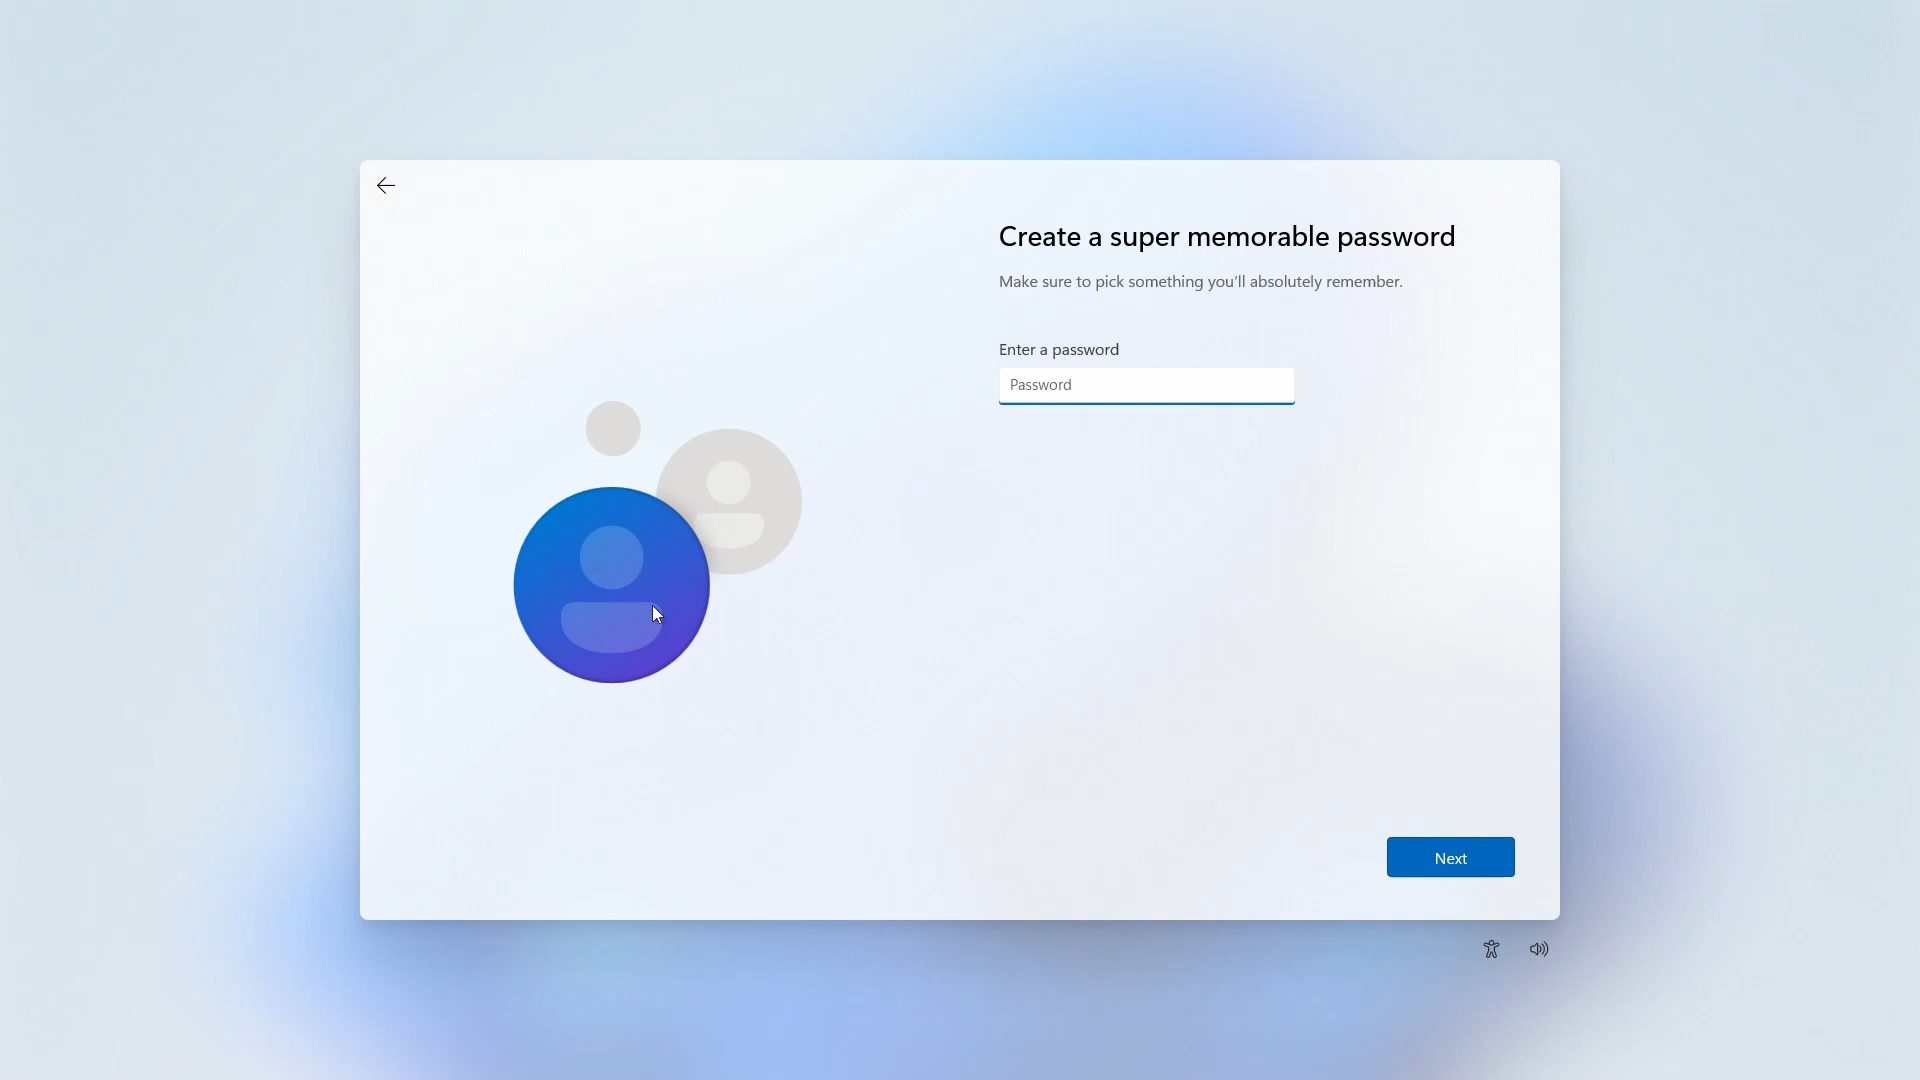 Create a super memorable password
Make sure to pick something you'll absolutely remember.
Enter a password
Password
Next